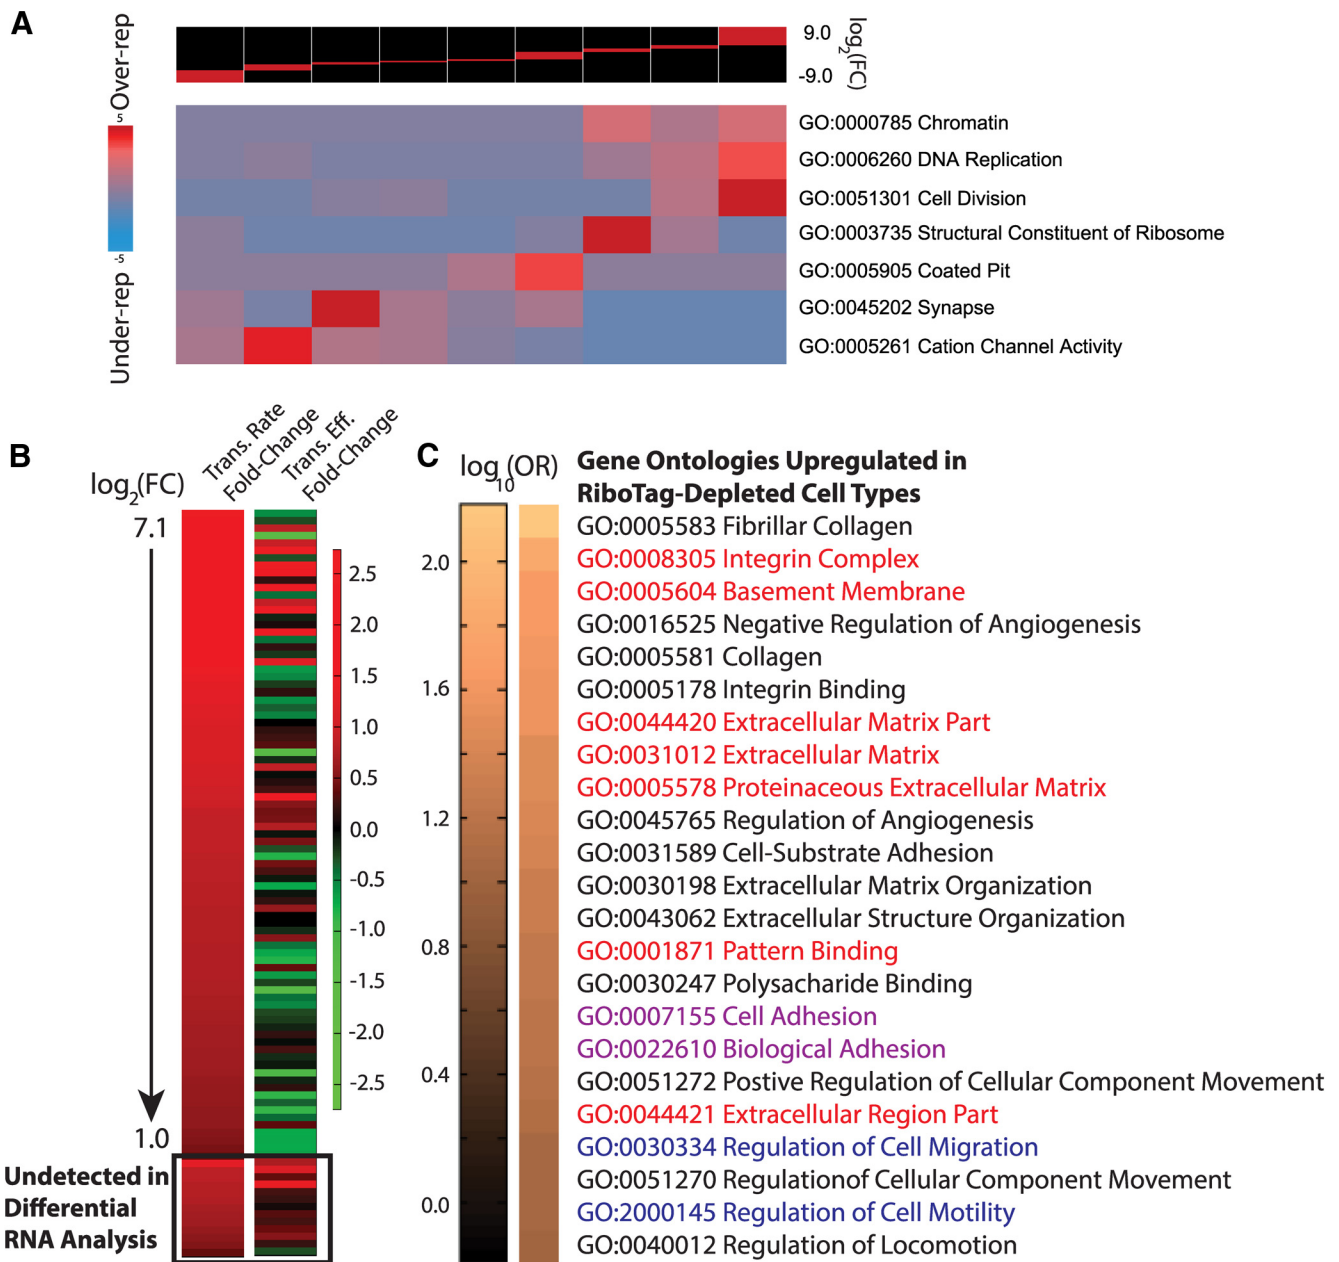 A
Over-rep
5
-5
Under-rep
9.0
-9.0
log2(FC)
GO:0000785 Chromatin
GO:0006260 DNA Replication
GO:0051301 Cell Division
GO:0003735 Structural Constituent of Ribosome
GO:0005905 Coated Pit
GO:0045202 Synapse
GO:0005261 Cation Channel Activity
B
log2(FC)
Trans. Rate
Fold-Change
Trans. Eff.
Fold-Change
7.1
1.0
2.5
2.0
1.5
1.0
0.5
0.0
-0.5
-1.0
-1.5
-2.0
-2.5
Undetected in
Differential
RNA Analysis
C
log10(OR)
2.0
1.6
1.2
0.8
0.4
0.0
Gene Ontologies Upregulated in
RiboTag-Depleted Cell Types
GO:0005583 Fibrillar Collagen
GO:0008305 Integrin Complex
GO:0005604 Basement Membrane
GO:0016525 Negative Regulation of Angiogenesis
GO:0005581 Collagen
GO:0005178 Integrin Binding
GO:0044420 Extracellular Matrix Part
GO:0031012 Extracellular Matrix
GO:0005578 Proteinaceous Extracellular Matrix
GO:0045765 Regulation of Angiogenesis
GO:0031589 Cell-Substrate Adhesion
GO:0030198 Extracellular Matrix Organization
GO:0043062 Extracellular Structure Organization
GO:0001871 Pattern Binding
GO:0030247 Polysacharide Binding
GO:0007155 Cell Adhesion
GO:0022610 Biological Adhesion
GO:0051272 Postive Regulation of Cellular Component Movement
GO:0044421 Extracellular Region Part
GO:0030334 Regulation of Cell Migration
GO:0051270 Regulationof Cellular Component Movement
GO:2000145 Regulation of Cell Motility
GO:0040012 Regulation of Locomotion